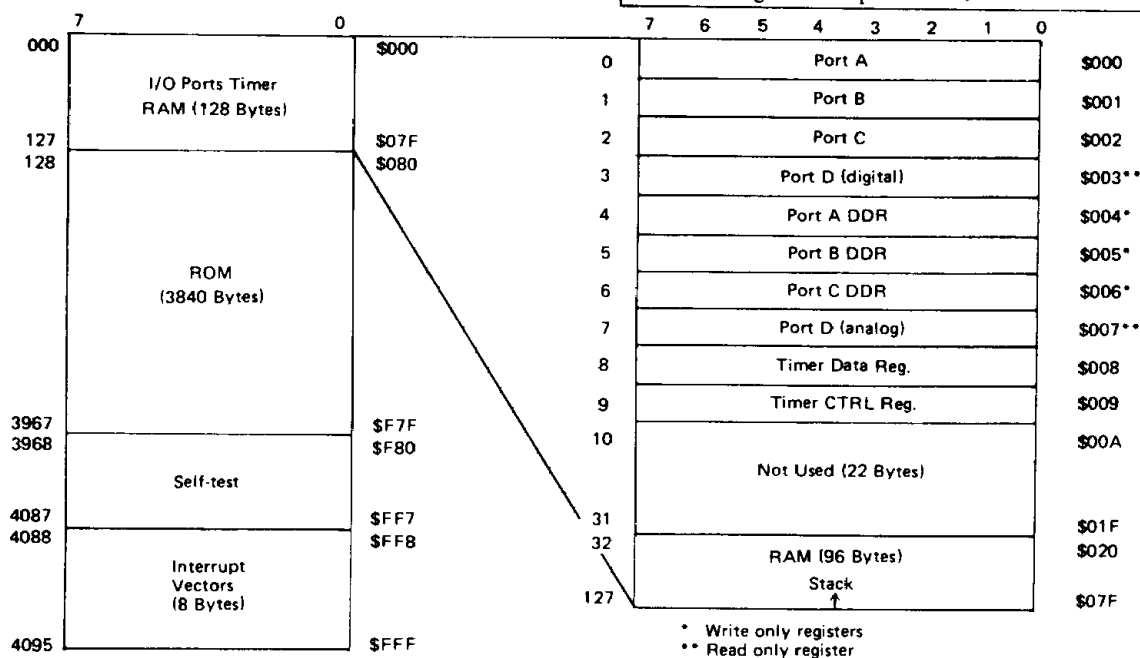 7 0
000 $000
I/O Ports Timer
RAM (128 Bytes)
127 $07F
128 $080
ROM
(3840 Bytes)
3967 $F7F
3968 $F80
Self-test
4087 $FF7
4088 $FF8
Interrupt
Vectors
(8 Bytes)
4095 $FFF
7 6 5 4 3 2 1 0
0 Port A $000
1 Port B $001
2 Port C $002
3 Port D (digital) $003**
4 Port A DDR $004*
5 Port B DDR $005*
6 Port C DDR $006*
7 Port D (analog) $007**
8 Timer Data Reg. $008
9 Timer CTRL Reg. $009
10 $00A
Not Used (22 Bytes)
31 $01F
32 RAM (96 Bytes) $020
Stack
127 $07F
* Write only registers
** Read only register